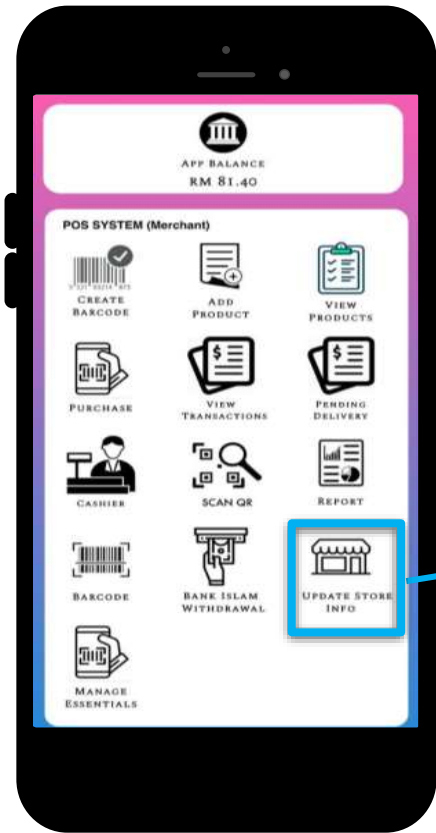 APP BALANCE
RM 81.40
POS SYSTEM (Merchant)
CREATE
BARCODE
ADD
PRODUCT
VIEW
PRODUCTS
PURCHASE
VIEW
TRANSACTIONS
PENDING
DELIVERY
CASHIER
SCAN QR
REPORT
BARCODE
BANK ISLAM
WITHDRAWAL
UPDATE STORE
INFO
MANAGE
ESSENTIALS